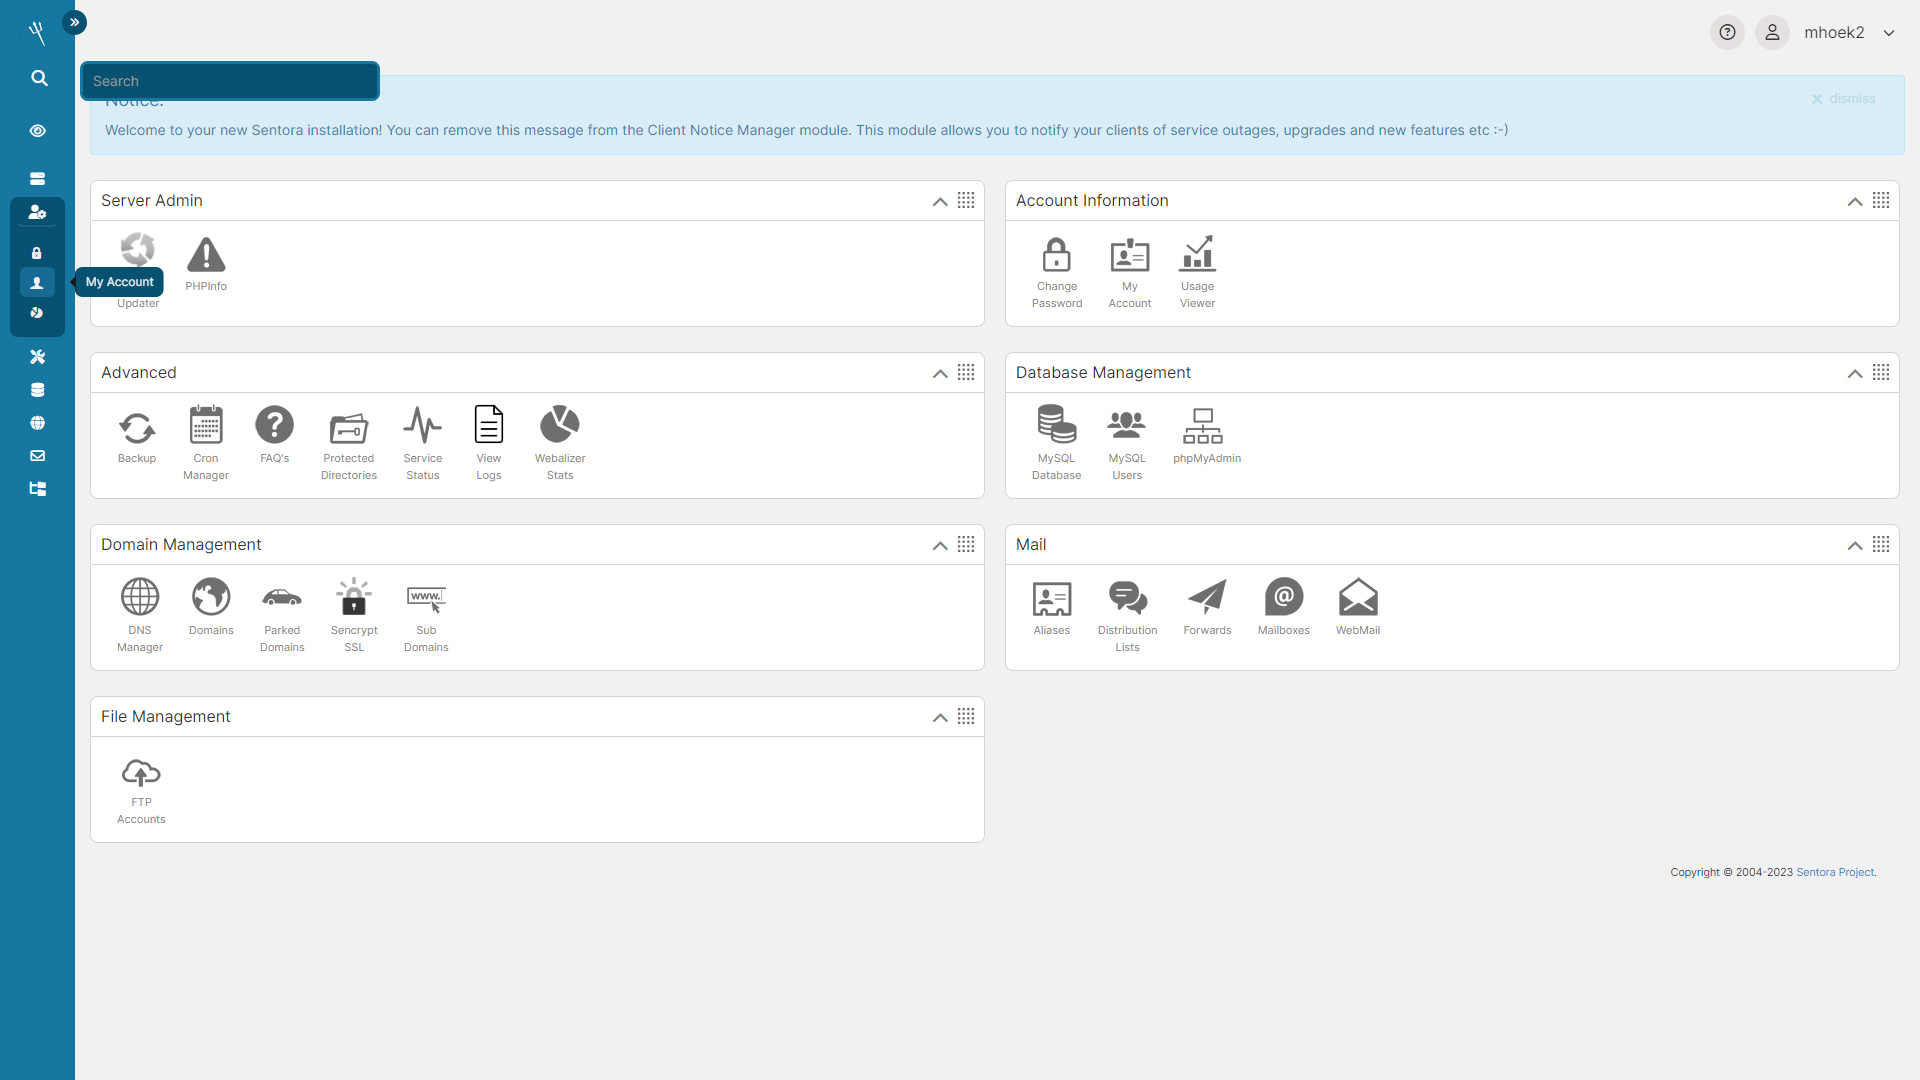 mhoek2
Search
Notice:
dismiss
Welcome to your new Sentora installation! You can remove this message from the Client Notice Manager module. This module allows you to notify your clients of service outages, upgrades and new features etc :-)
Server Admin
Updater
PHPInfo
My Account
Account Information
Change
Password
My
Account
Usage
Viewer
Advanced
Backup
Cron
Manager
FAQ's
Protected
Directories
Service
Status
View
Logs
Webalizer
Stats
Database Management
MySQL
Database
MySQL
Users
phpMyAdmin
Domain Management
DNS
Manager
Domains
Parked
Domains
Sencrypt
SSL
www.
Sub
Domains
Mail
Aliases
Distribution
Lists
Forwards
Mailboxes
WebMail
File Management
FTP
Accounts
Copyright © 2004-2023 Sentora Project.